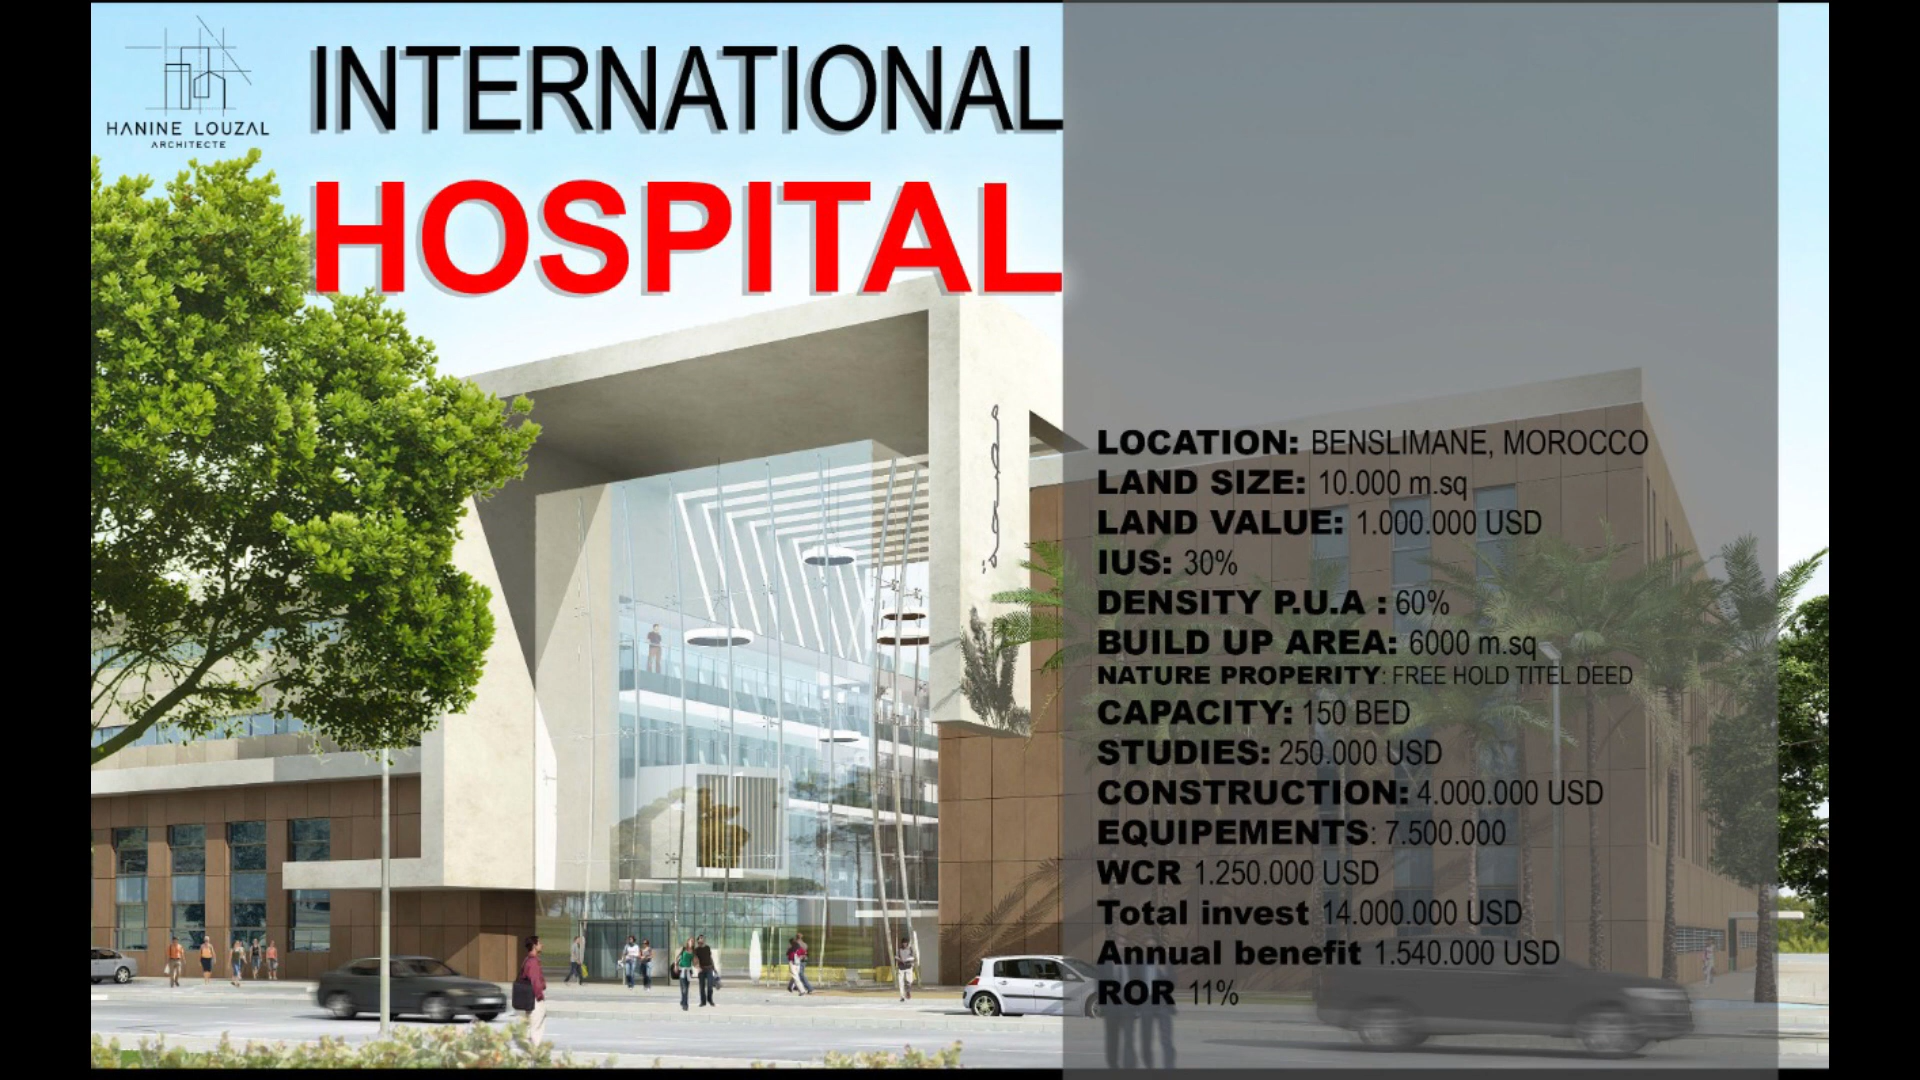 HANINE LOUZAL
ARCHITECTE
INTERNATIONAL
HOSPITAL
مصحة
LOCATION: BENSLIMANE, MOROCCO
LAND SIZE: 10.000 m.sq
LAND VALUE: 1.000.000 USD
IUS: 30%
DENSITY P.U.A : 60%
BUILD UP AREA: 6000 m.sq
NATURE PROPERITY: FREE HOLD TITEL DEED
CAPACITY: 150 BED
STUDIES: 250.000 USD
CONSTRUCTION: 4.000.000 USD
EQUIPEMENTS: 7.500.000
WCR 1.250.000 USD
Total invest 14.000.000 USD
Annual benefit 1.540.000 USD
ROR 11%